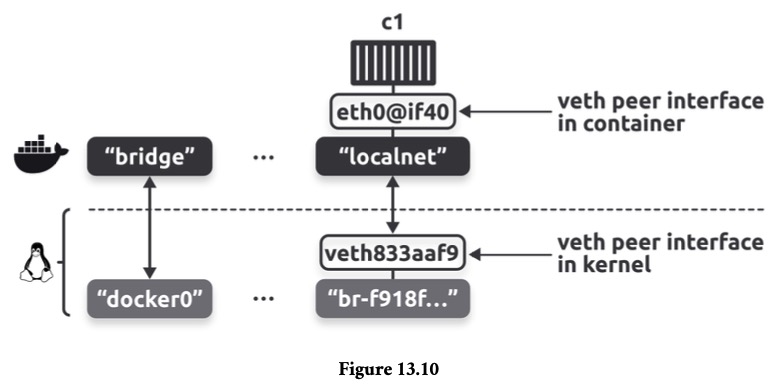 c1
eth0@if40
veth peer interface
in container
“bridge”
...
“localnet”
veth833aaf9
veth peer interface
in kernel
“docker0”
...
“br-f918f...”
Figure 13.10